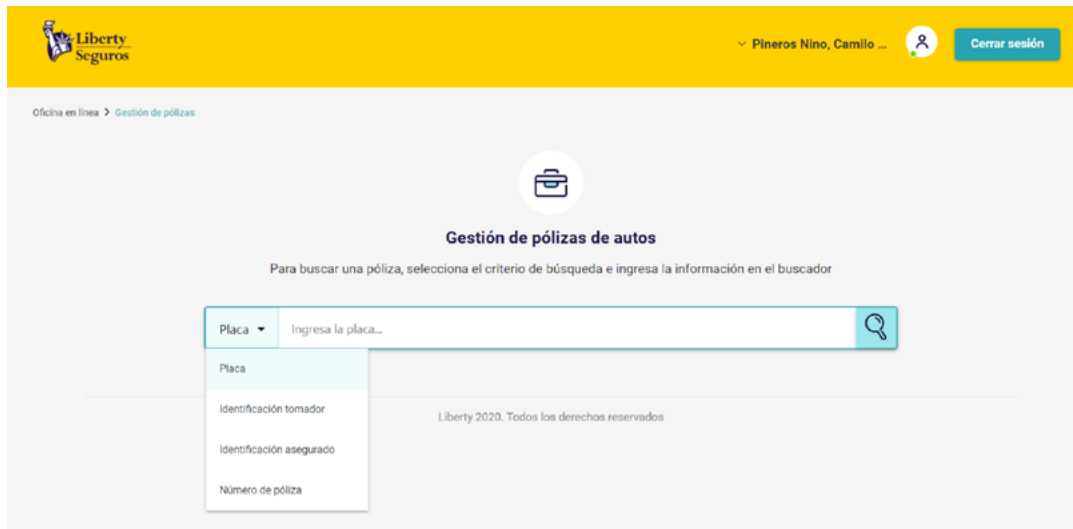 Liberty
Seguros
Pineros Nino, Camilo ...
Cerrar sesión
Oficina en línea > Gestión de pólizas
Gestión de pólizas de autos
Para buscar una póliza, selecciona el criterio de búsqueda e ingresa la información en el buscador
Placa
Ingresa la placa...
Placa
Identificación tomador
Identificación asegurado
Número de póliza
Liberty 2020. Todos los derechos reservados